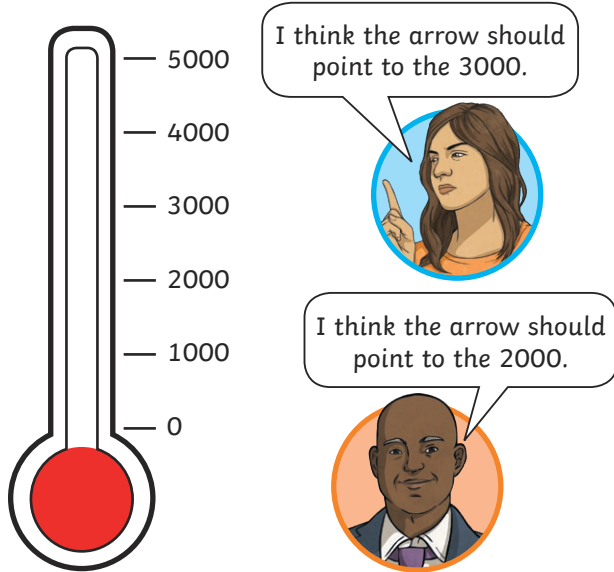 5000
4000
3000
2000
1000
0
I think the arrow should
point to the 3000.
I think the arrow should
point to the 2000.